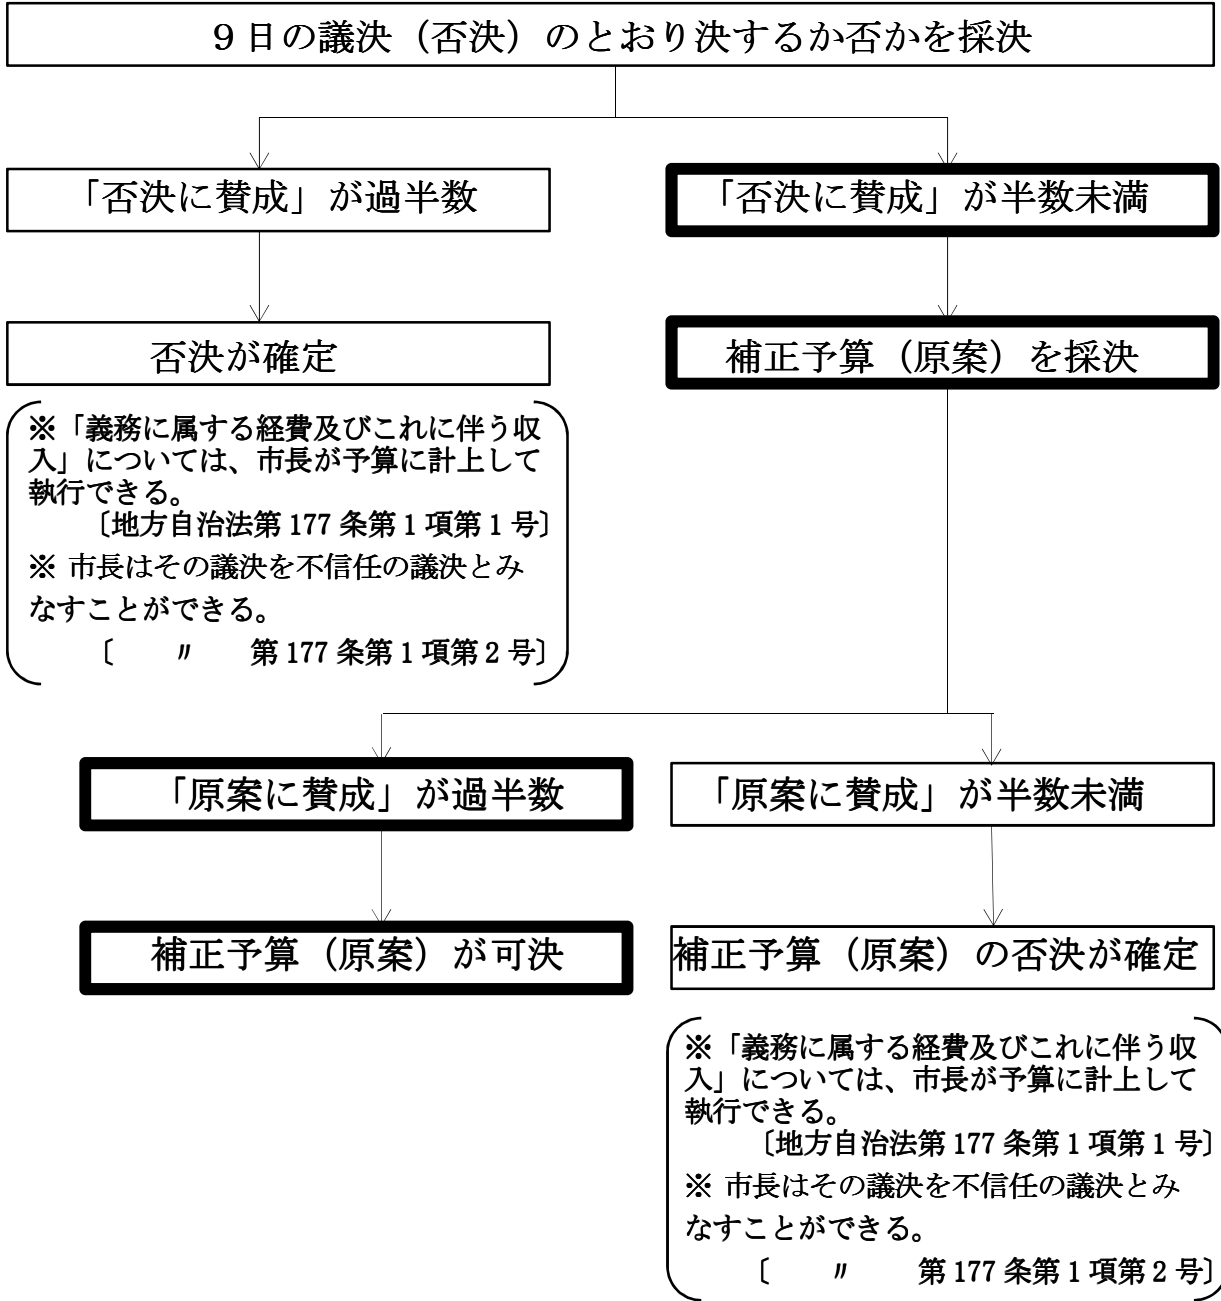 ９日の議決（否決）のとおり決するか否かを採決
「否決に賛成」が過半数
「否決に賛成」が半数未満
否決が確定
補正予算（原案）を採決
※「義務に属する経費及びこれに伴う収
入」については、市長が予算に計上して
執行できる。
〔地方自治法第 177 条第 1 項第 1 号〕
※ 市長はその議決を不信任の議決とみ
なすことができる。
〔　　〃　　第 177 条第 1 項第 2 号〕
「原案に賛成」が過半数
「原案に賛成」が半数未満
補正予算（原案）が可決
補正予算（原案）の否決が確定
※「義務に属する経費及びこれに伴う収
入」については、市長が予算に計上して
執行できる。
〔地方自治法第 177 条第 1 項第 1 号〕
※ 市長はその議決を不信任の議決とみ
なすことができる。
〔　　〃　　第 177 条第 1 項第 2 号〕